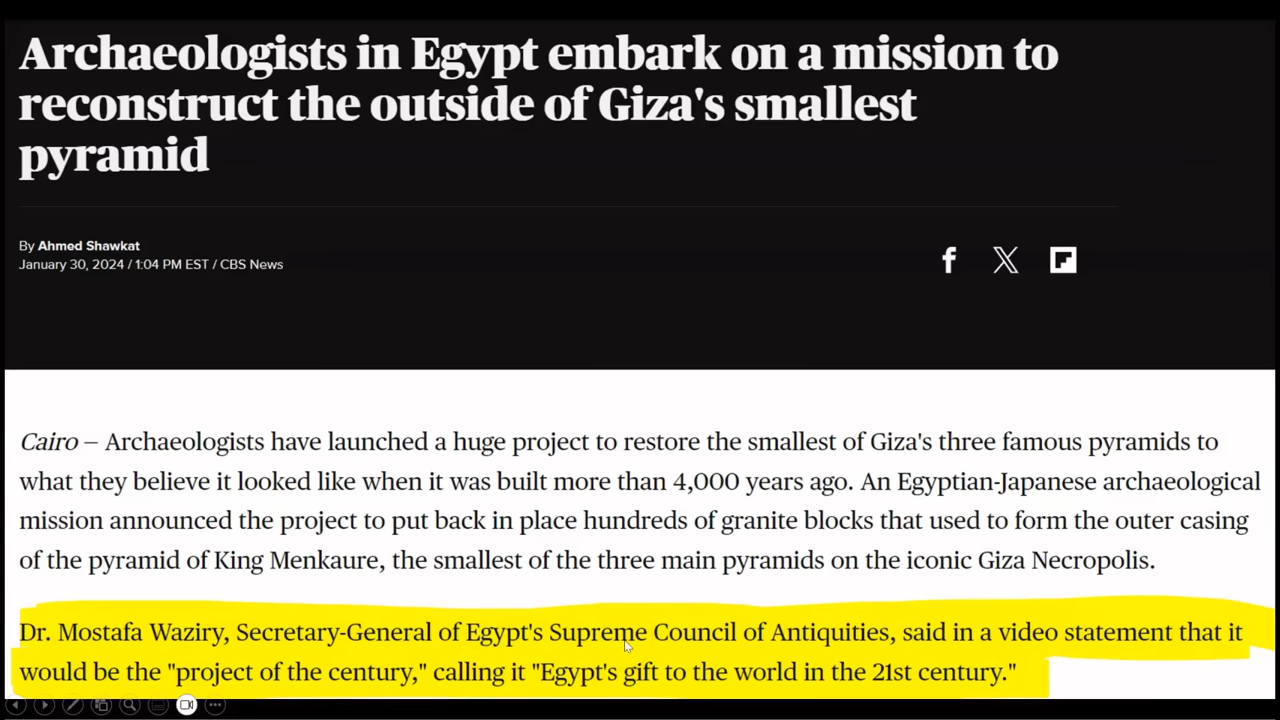 Archaeologists in Egypt embark on a mission to
reconstruct the outside of Giza's smallest
pyramid
By Ahmed Shawkat
January 30, 2024 / 1:04 PM EST / CBS News
Cairo — Archaeologists have launched a huge project to restore the smallest of Giza's three famous pyramids to
what they believe it looked like when it was built more than 4,000 years ago. An Egyptian-Japanese archaeological
mission announced the project to put back in place hundreds of granite blocks that used to form the outer casing
of the pyramid of King Menkaure, the smallest of the three main pyramids on the iconic Giza Necropolis.
Dr. Mostafa Waziry, Secretary-General of Egypt's Supreme Council of Antiquities, said in a video statement that it
would be the "project of the century," calling it "Egypt's gift to the world in the 21st century."